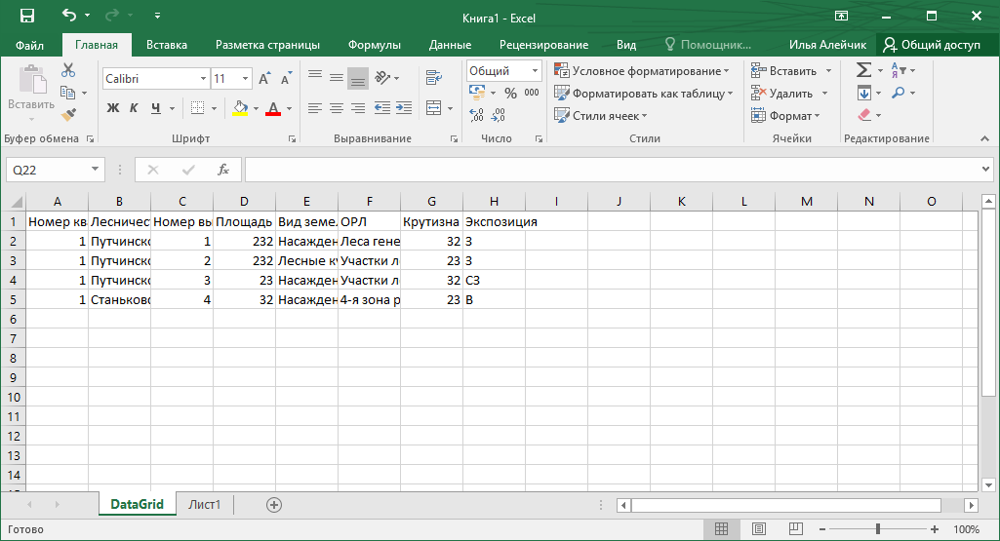 Книга1 - Excel
Файл Главная Вставка Разметка страницы Формулы Данные Рецензирование Вид Помощник... Илья Алейчик Общий доступ
Вставить Calibri 11 Общий Условное форматирование Вставить
Ж К Ч % 000 Форматировать как таблицу Удалить
Стили ячеек Формат
Буфер обмена Шрифт Выравнивание Число Стили Ячейки Редактирование
Q22 fx
A B C D E F G H I J K L M N O
1 Номер кв Лесничест Номер вы Площадь Вид земел ОРЛ Крутизна Экспозиция
2 1 Путчинско 1 232 Насажден Леса гене 32 З
3 1 Путчинско 2 232 Лесные ку Участки л 23 З
4 1 Путчинско 3 23 Насажден Участки л 32 СЗ
5 1 Станьково 4 32 Насажден 4-я зона р 23 В
6
7
8
9
10
11
12
13
14
DataGrid Лист1
Готово 100%